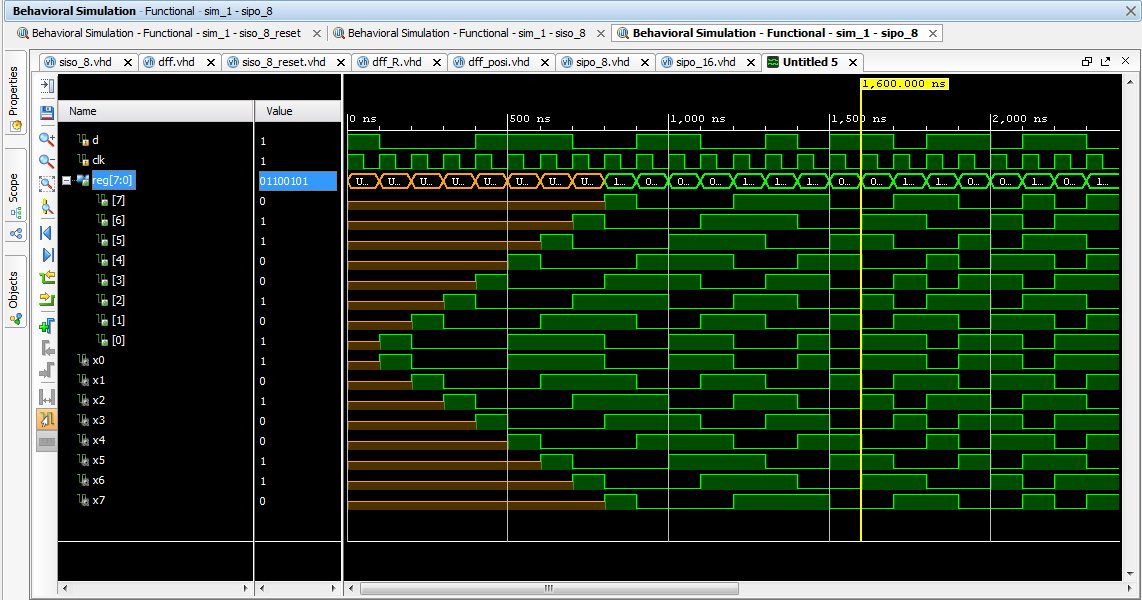 Behavioral Simulation - Functional - sim_1 - sipo_8
Behavioral Simulation - Functional - sim_1 - siso_8_reset
Behavioral Simulation - Functional - sim_1 - siso_8
Behavioral Simulation - Functional - sim_1 - sipo_8
siso_8.vhd
dff.vhd
siso_8_reset.vhd
dff_R.vhd
dff_posi.vhd
sipo_8.vhd
sipo_16.vhd
Untitled 5
Properties
Scope
Objects
1,600.000 ns
Name Value
0 ns 500 ns 1,000 ns 1,500 ns 2,000 ns
d 1
clk 1
reg[7:0] 01100101 U... U... U... U... U... U... U... U... 1... 0... 0... 0... 1... 1... 1... 0... 0... 1... 1... 0... 1... 0... 1...
[7] 0
[6] 1
[5] 1
[4] 0
[3] 0
[2] 1
[1] 0
[0] 1
x0 1
x1 0
x2 1
x3 0
x4 0
x5 1
x6 1
x7 0